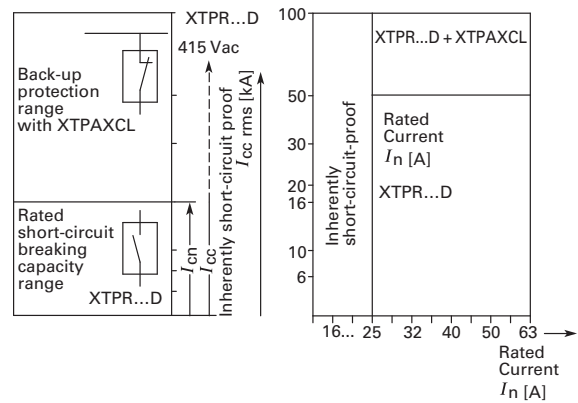 XTPR...D
415 Vac
Back-up
protection
range
with XTPAXCL
Rated
short-circuit
breaking
capacity
range
XTPR...D
Icn
Icc
Inherently short-circuit proof
Icc rms [kA]
100
50
30
20
16
10
6
Inherently
short-circuit-proof
XTPR...D + XTPAXCL
Rated
Current
In [A]
XTPR...D
16... 25 32 40 50 63
Rated
Current
In [A]